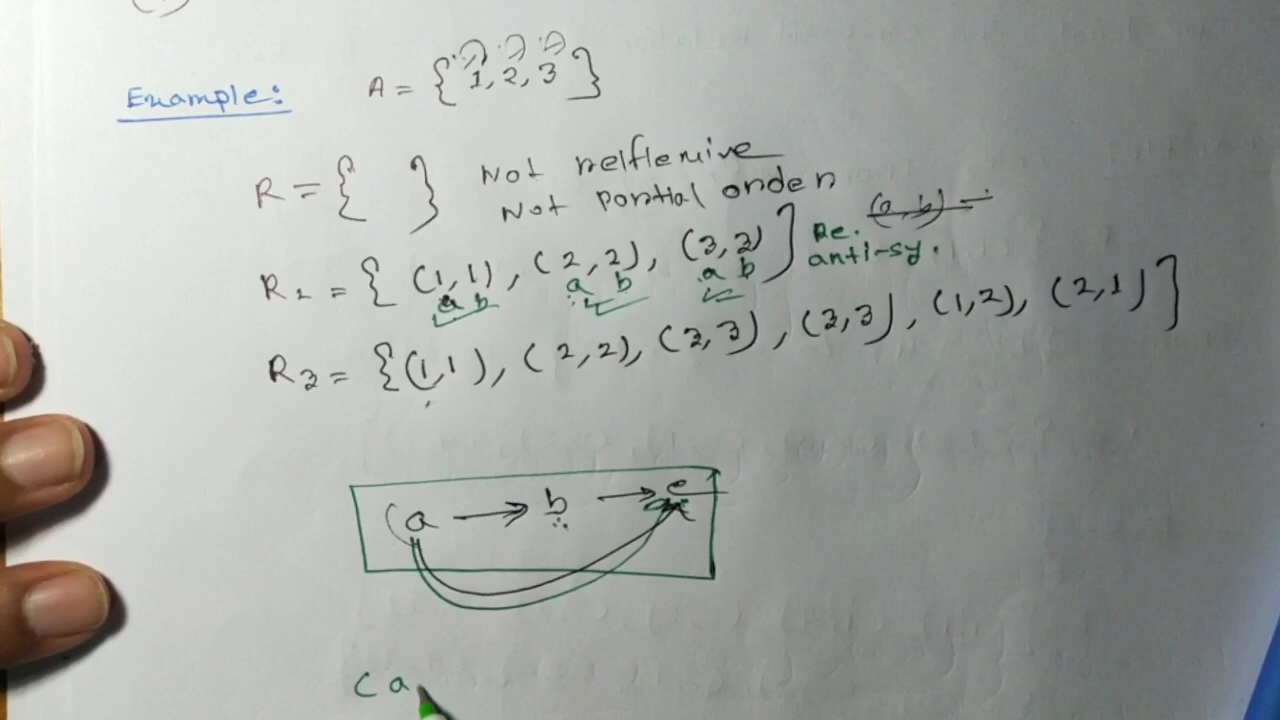 Example: A = { 1, 2, 3 }
R = { } Not relflexive
Not partial order
R₁ = { (1,1), (2,2), (3,3) } Re. (a, b)
a b a b a b anti-sy.
R₂ = { (1,1), (2,2), (3,3), (3,3), (1,2), (2,1) }
(a → b → c
( a